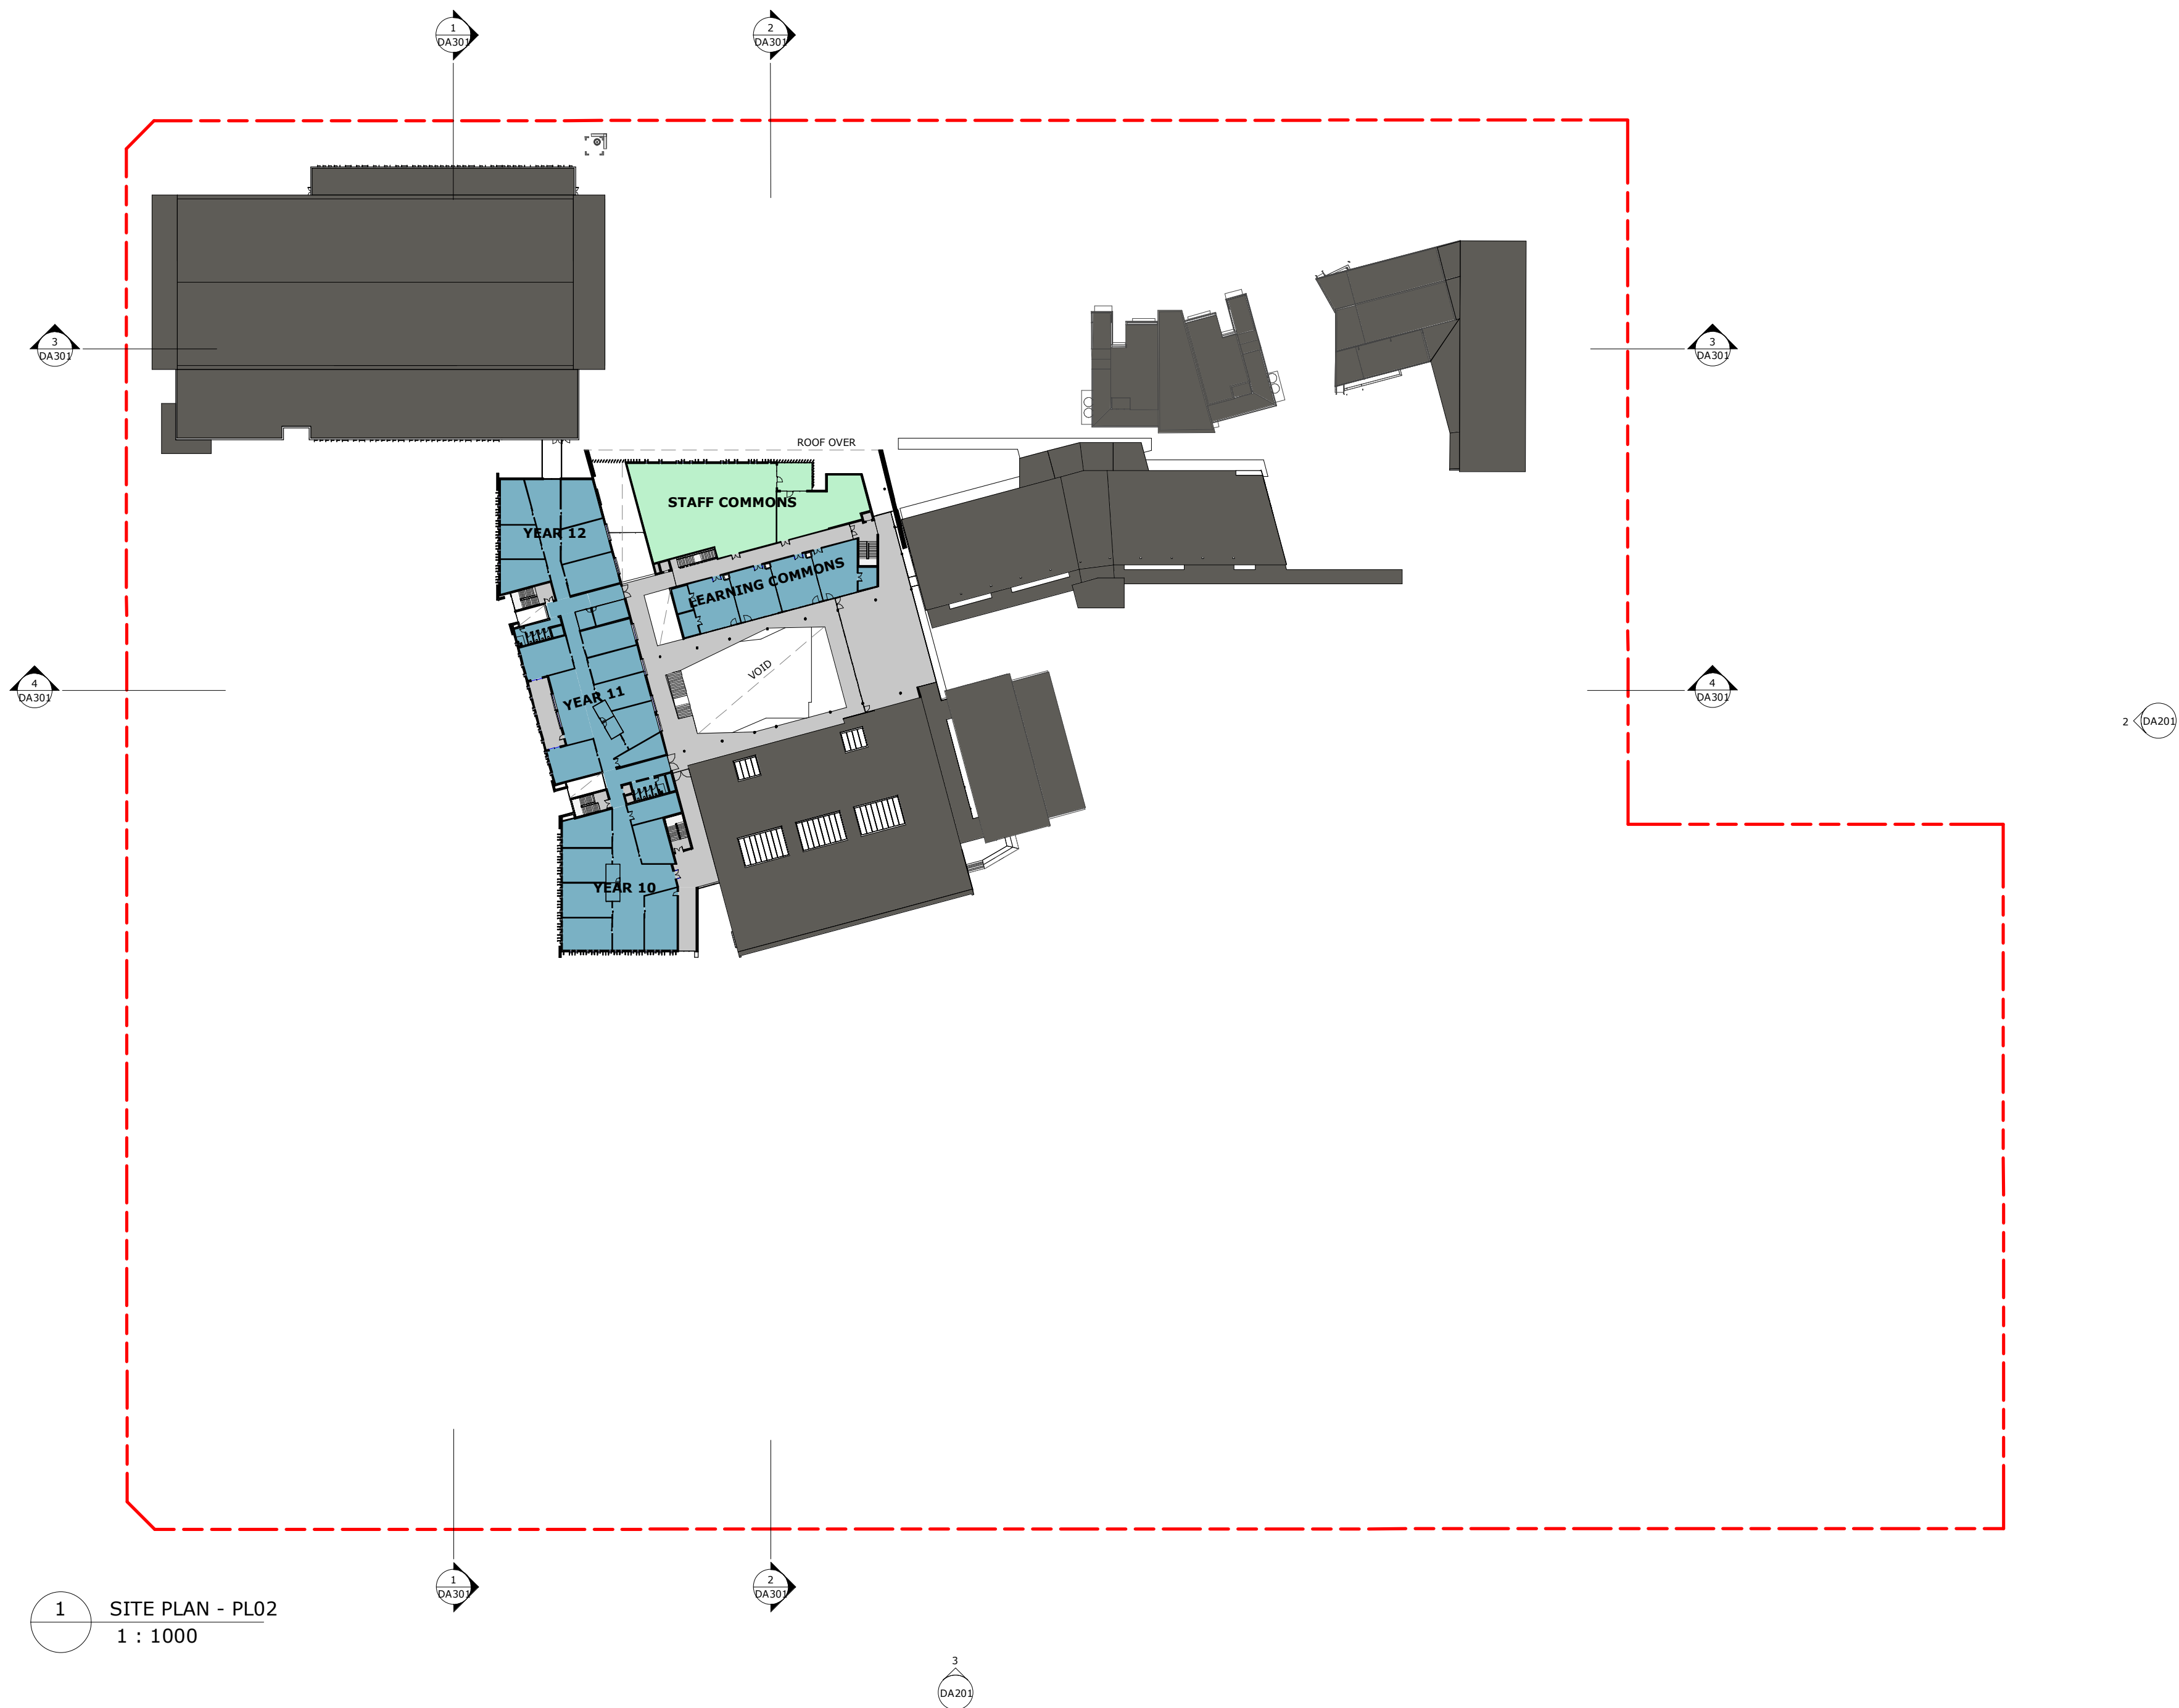 1
DA301
2
DA301
3
DA301
3
DA301
ROOF OVER
STAFF COMMONS
YEAR 12
LEARNING COMMONS
VOID
YEAR 11
4
DA301
4
DA301
2
DA201
YEAR 10
1
DA301
2
DA301
1
SITE PLAN - PL02
1 : 1000
3
DA201